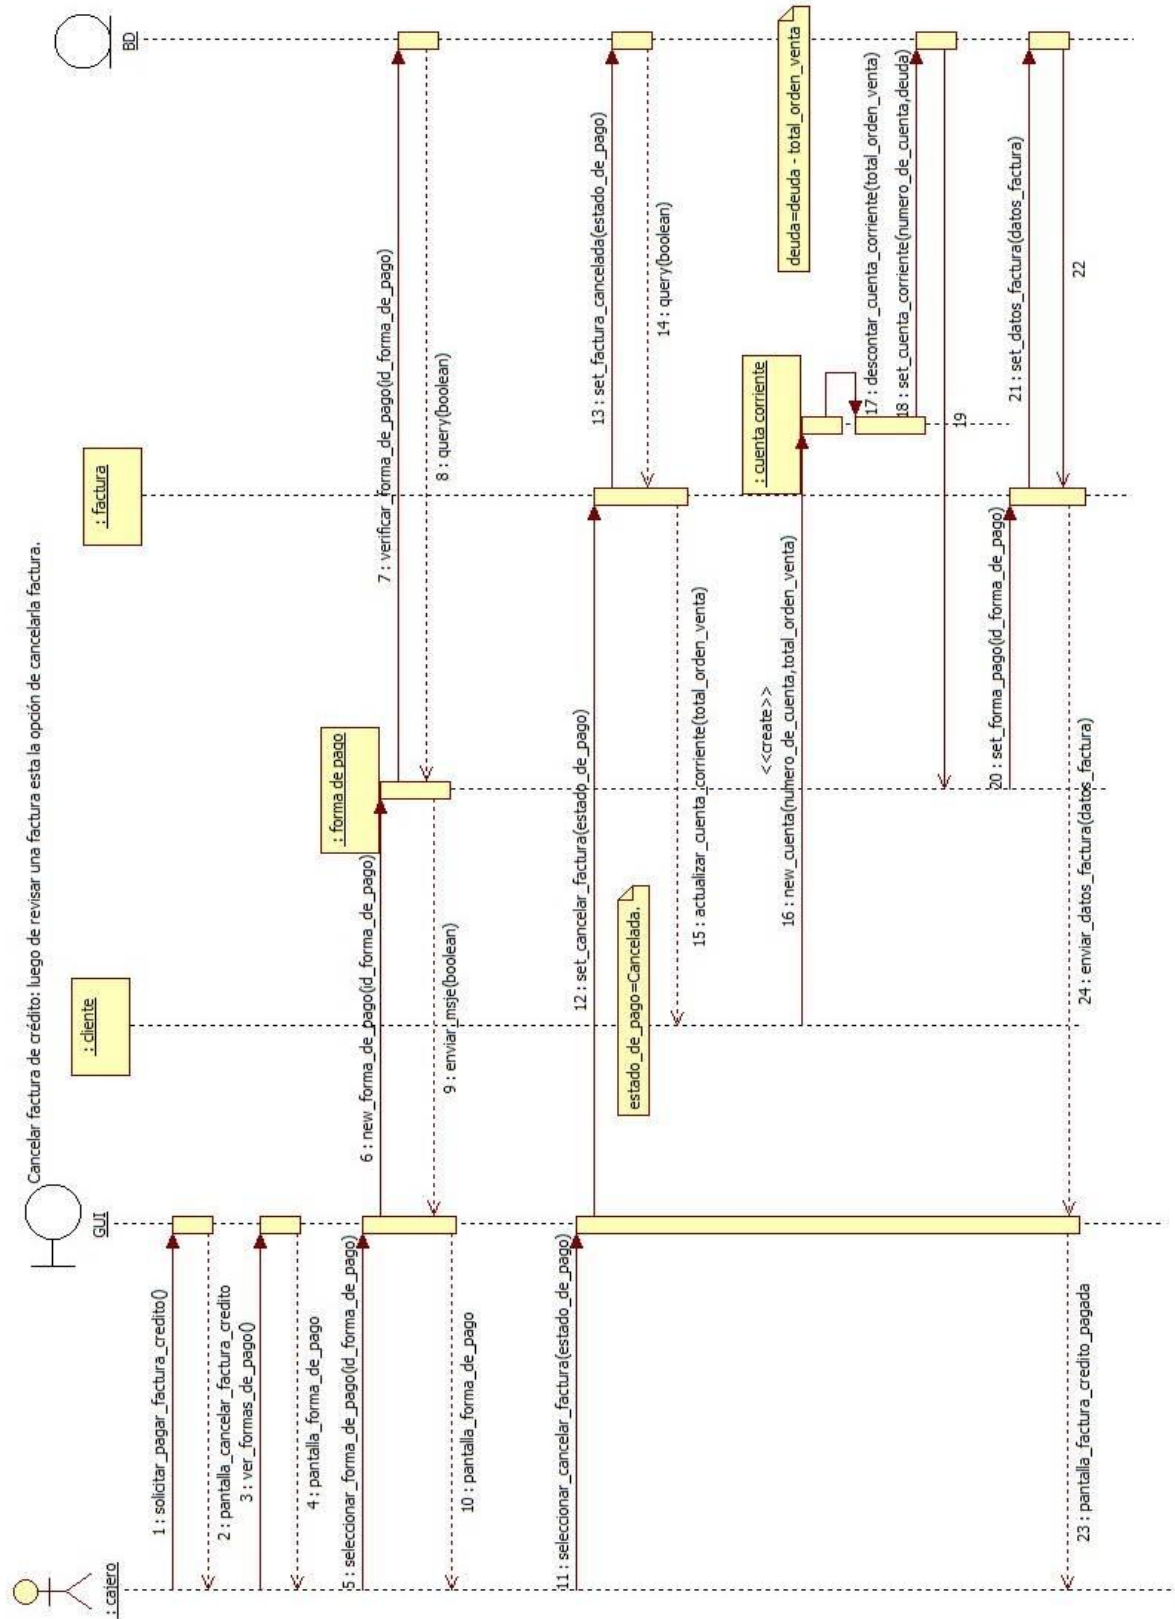 Cancelar factura de crédito: luego de revisar una factura esta la opción de cancelarla factura.
: cajero
GUI
: cliente
: forma de pago
: factura
BD
1 : solicitar_pagar_factura_credito()
2 : pantalla_cancelar_factura_credito
3 : ver_formas_de_pago()
4 : pantalla_forma_de_pago
5 : seleccionar_forma_de_pago(id_forma_de_pago)
6 : new_forma_de_pago(id_forma_de_pago)
7 : verificar_forma_de_pago(id_forma_de_pago)
8 : query(boolean)
9 : enviar_msje(boolean)
10 : pantalla_forma_de_pago
11 : seleccionar_cancelar_factura(estado_de_pago)
12 : set_cancelar_factura(estado_de_pago)
13 : set_factura_cancelada(estado_de_pago)
estado_de_pago=Cancelada.
14 : query(boolean)
15 : actualizar_cuenta_corriente(total_orden_venta)
: cuenta corriente
deuda=deuda - total_orden_venta
<<create>>
16 : new_cuenta(numero_de_cuenta,total_orden_venta)
17 : descontar_cuenta_corriente(total_orden_venta)
18 : set_cuenta_corriente(numero_de_cuenta,deuda)
19
20 : set_forma_pago(id_forma_de_pago)
21 : set_datos_factura(datos_factura)
22
23 : pantalla_factura_credito_pagada
24 : enviar_datos_factura(datos_factura)